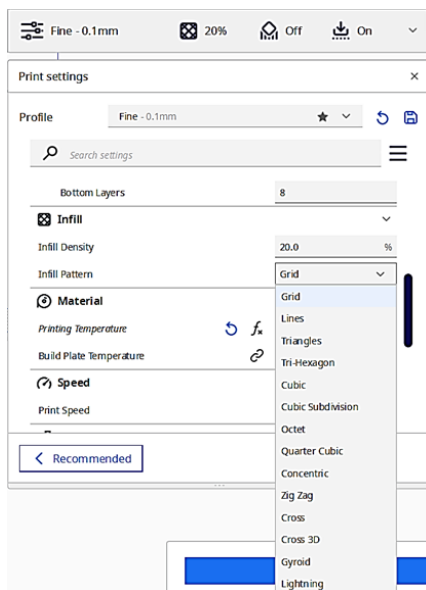 Fine - 0.1mm 20% Off On
Print settings ×
Profile Fine - 0.1mm
Search settings
Bottom Layers 8
Infill
Infill Density 20.0 %
Infill Pattern Grid
Grid
Material
Lines
Printing Temperature fx
Triangles
Build Plate Temperature
Tri-Hexagon
Speed
Cubic
Print Speed
Cubic Subdivision
Octet
Recommended
Quarter Cubic
Concentric
Zig Zag
Cross
Cross 3D
Gyroid
Lightning